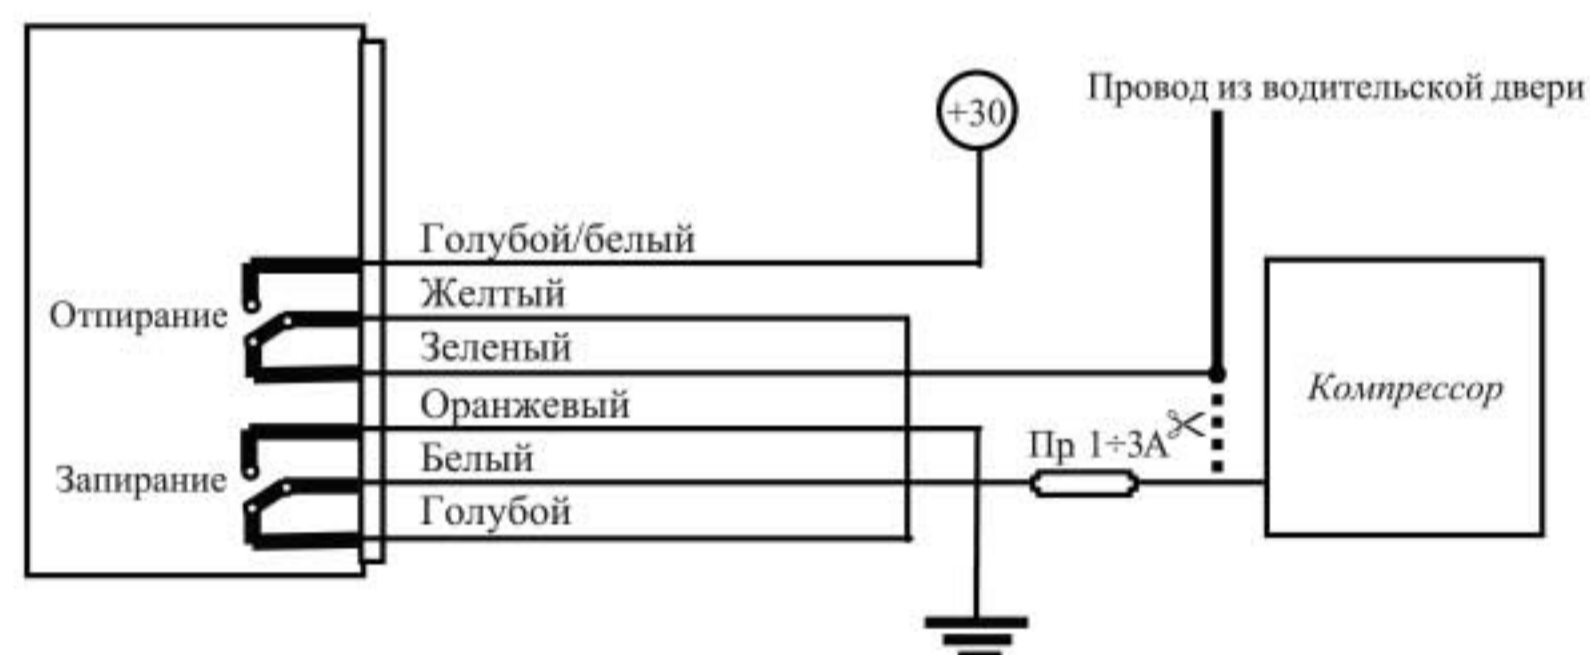 +30
Провод из водительской двери
Голубой/белый
Отпирание
Желтый
Зеленый
Компрессор
Оранжевый
Пр 1÷3А
Запирание
Белый
Голубой